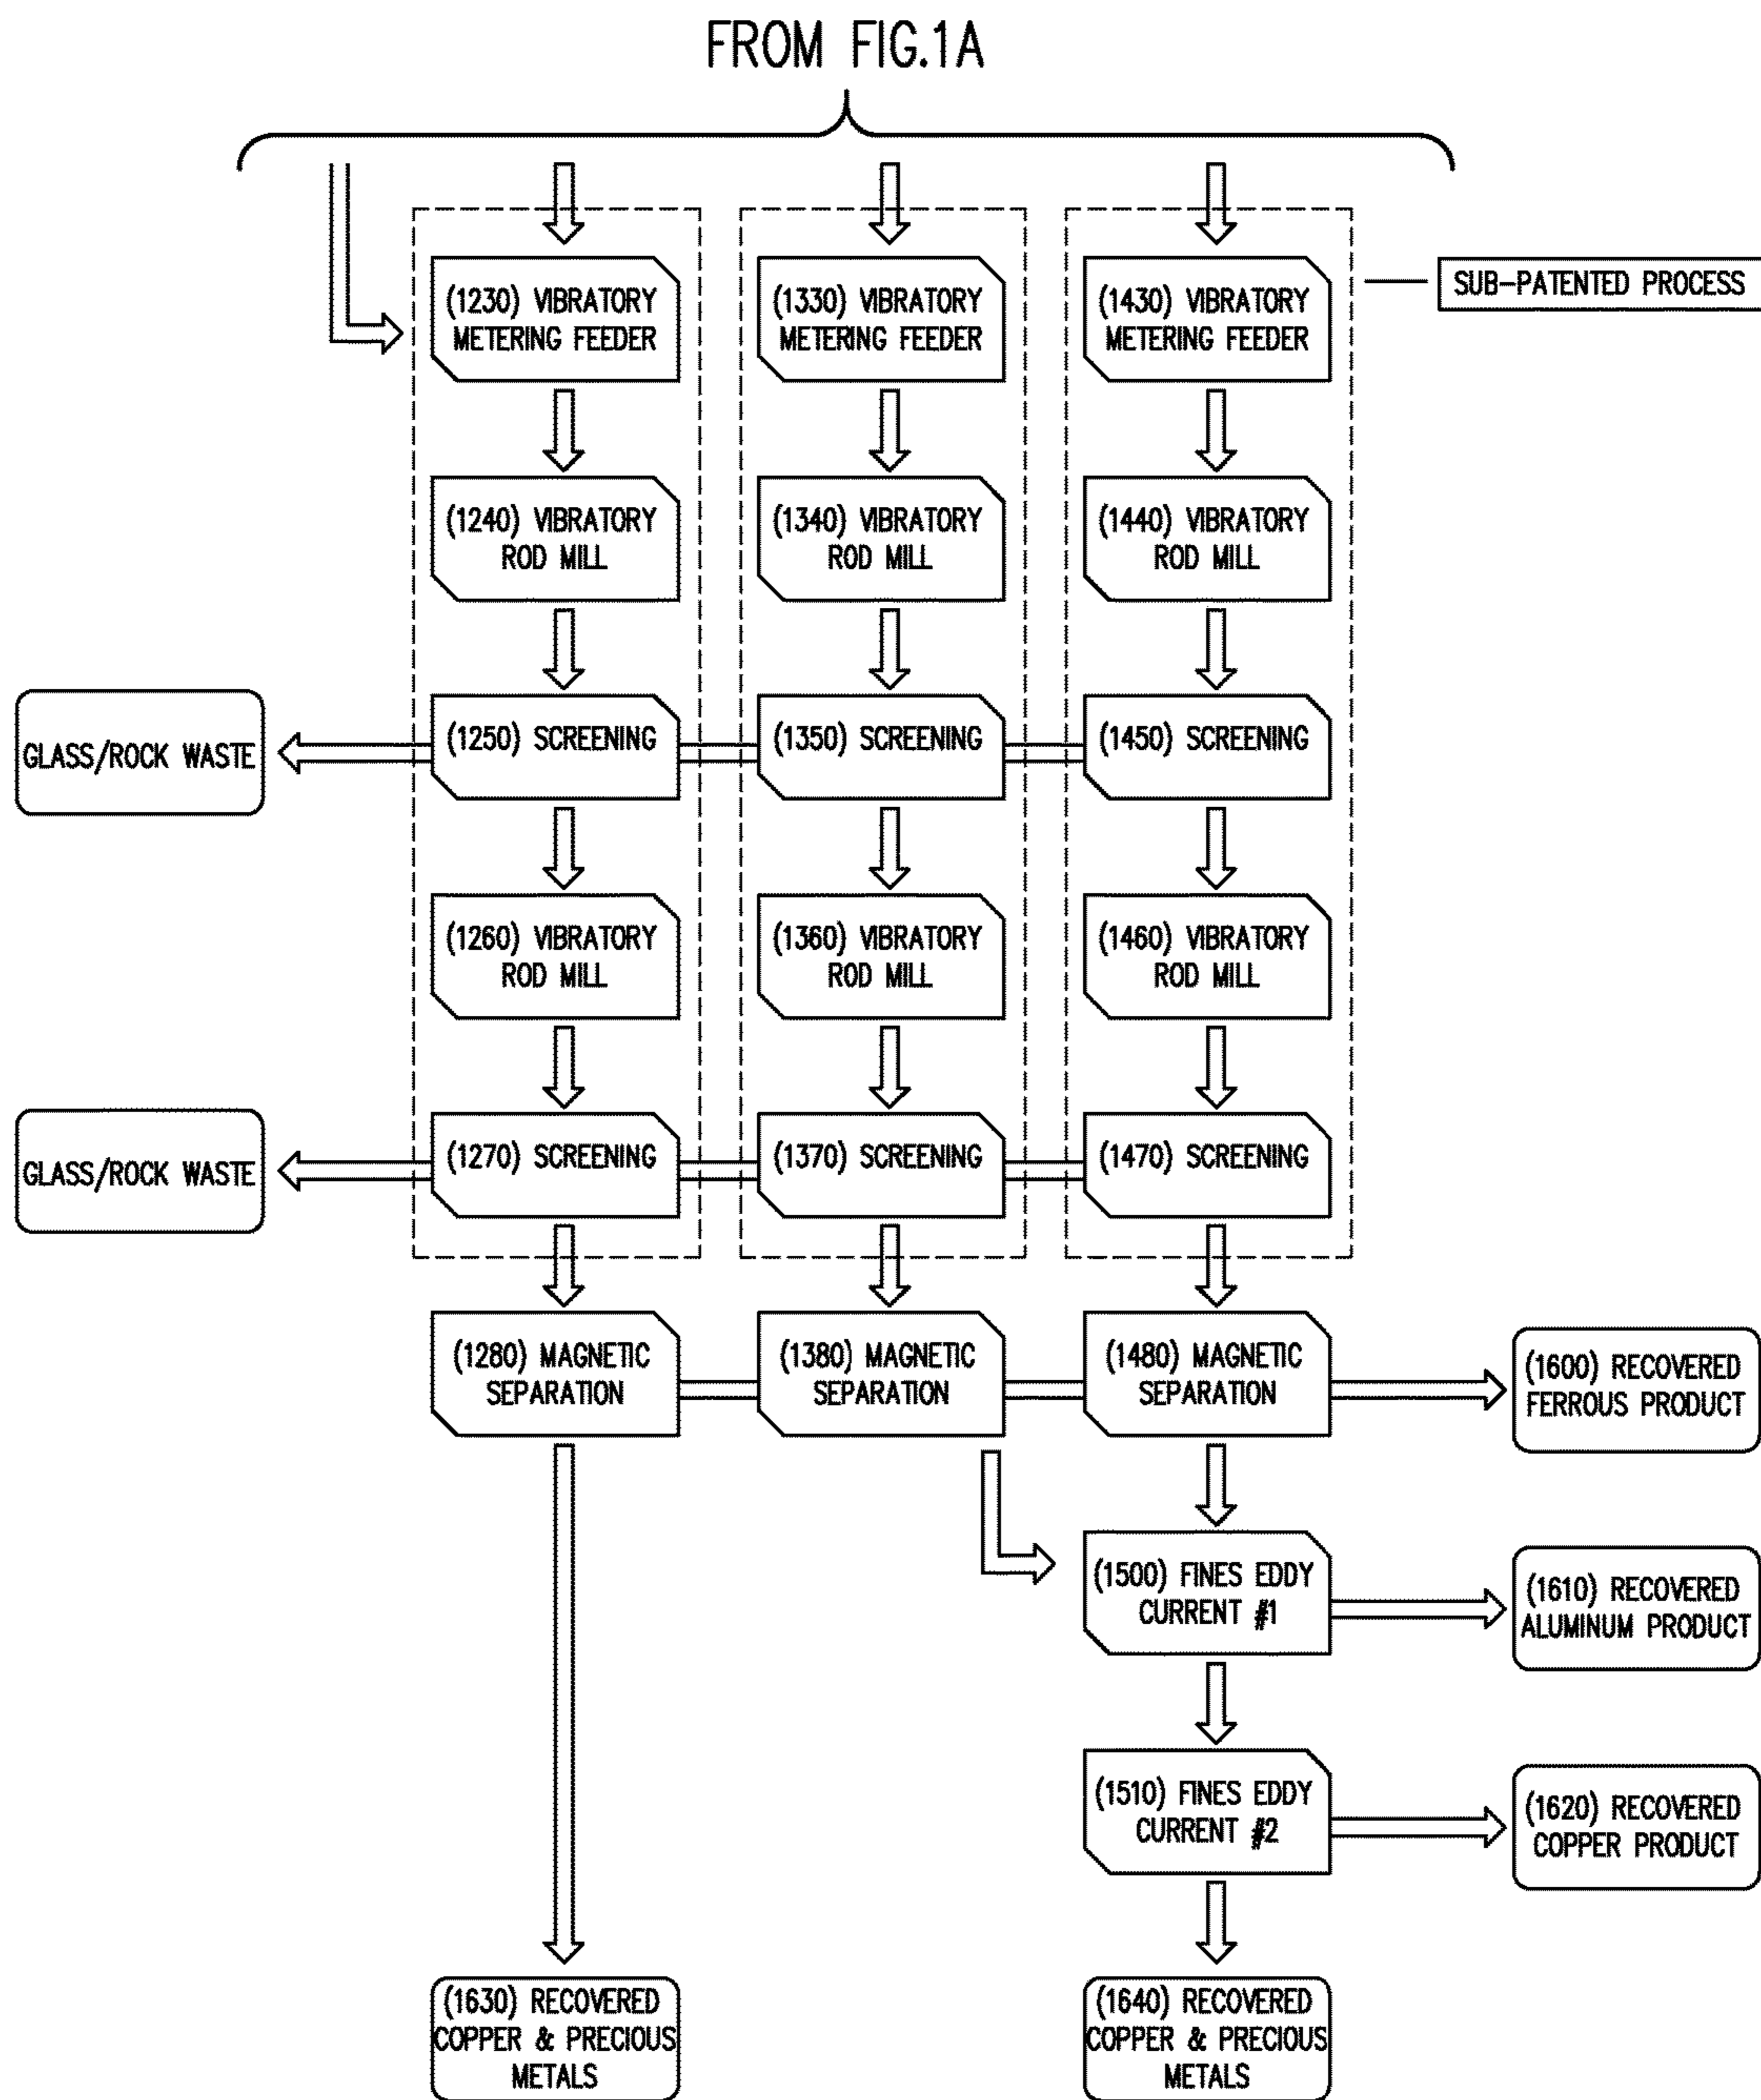 FROM FIG.1A
(1230) VIBRATORY
METERING FEEDER
(1330) VIBRATORY
METERING FEEDER
(1430) VIBRATORY
METERING FEEDER
SUB-PATENTED PROCESS
(1240) VIBRATORY
ROD MILL
(1340) VIBRATORY
ROD MILL
(1440) VIBRATORY
ROD MILL
GLASS/ROCK WASTE
(1250) SCREENING
(1350) SCREENING
(1450) SCREENING
(1260) VIBRATORY
ROD MILL
(1360) VIBRATORY
ROD MILL
(1460) VIBRATORY
ROD MILL
GLASS/ROCK WASTE
(1270) SCREENING
(1370) SCREENING
(1470) SCREENING
(1280) MAGNETIC
SEPARATION
(1380) MAGNETIC
SEPARATION
(1480) MAGNETIC
SEPARATION
(1600) RECOVERED
FERROUS PRODUCT
(1500) FINES EDDY
CURRENT #1
(1610) RECOVERED
ALUMINUM PRODUCT
(1510) FINES EDDY
CURRENT #2
(1620) RECOVERED
COPPER PRODUCT
(1630) RECOVERED
COPPER & PRECIOUS
METALS
(1640) RECOVERED
COPPER & PRECIOUS
METALS